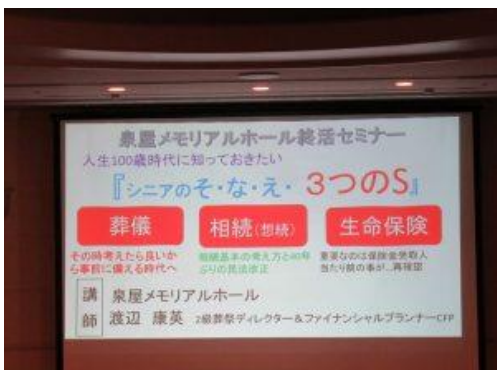 泉屋メモリアルホール終活セミナー
人生100歳時代に知っておきたい
『シニアのそ・な・え・3つのS』
葬儀
相続(想続)
生命保険
その時考えたら良いか
ら事前に備える時代へ
相続基本の考え方と40年
ぶりの民法改正
重要なのは保険金受取人
当たり前の事が…再確認
講師
泉屋メモリアルホール
渡辺 康英 2級葬祭ディレクター&ファイナンシャルプランナーCFP